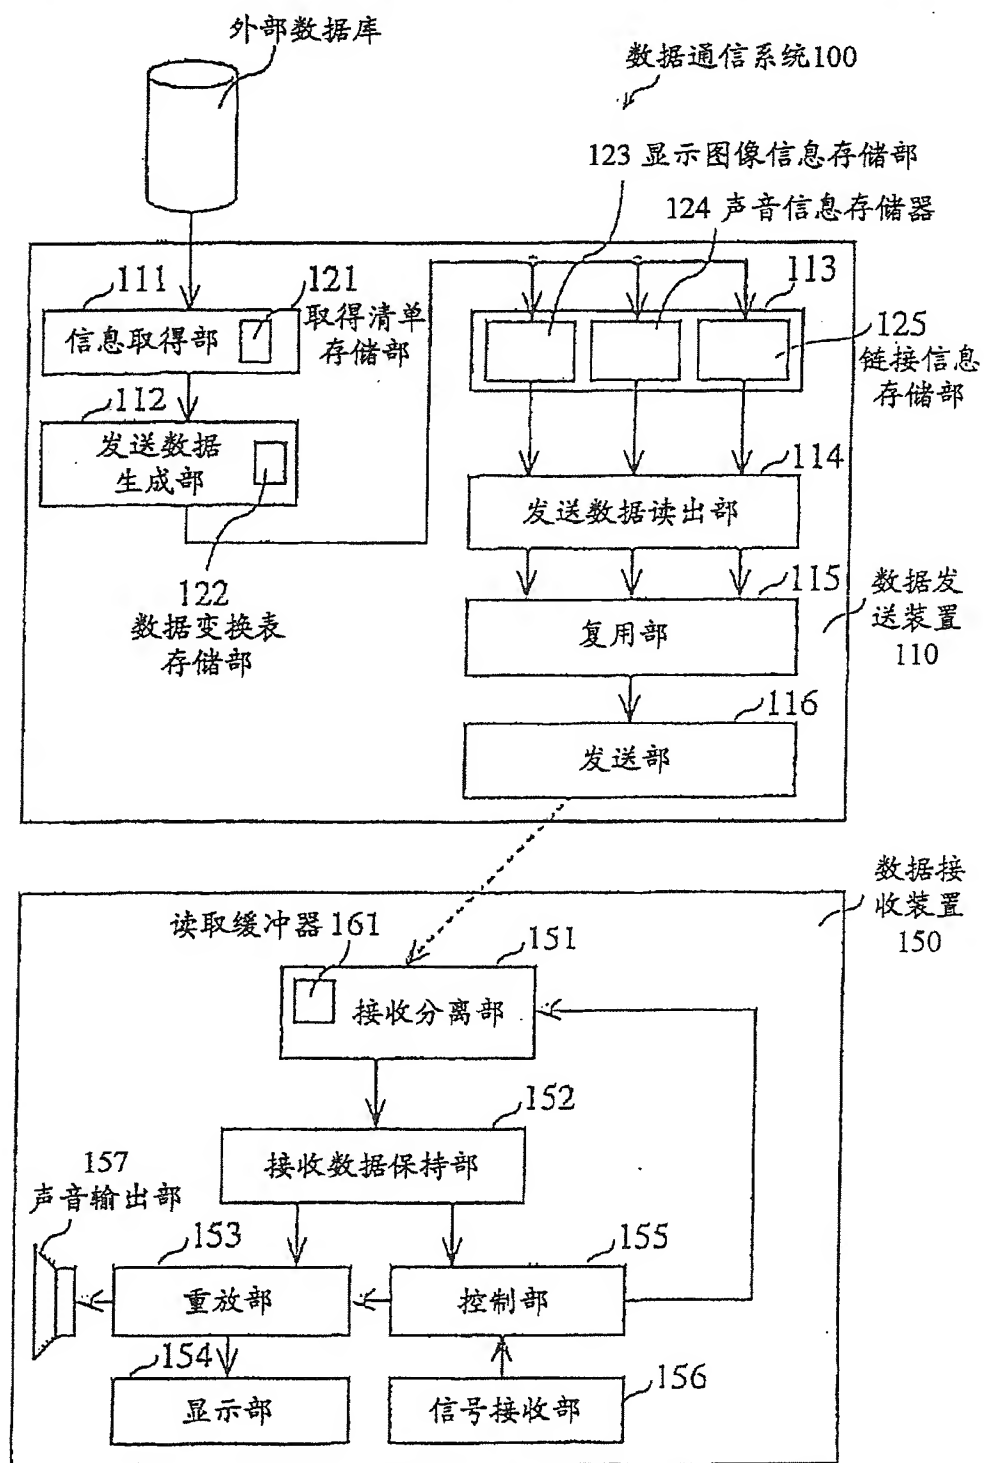 外部数据库
数据通信系统100
123 显示图像信息存储部
124 声音信息存储器
111
121
取得清单
存储部
信息取得部
113
125
链接信息
存储部
112
发送数据
生成部
114
发送数据读出部
122
数据变换表
存储部
115
复用部
数据发
送装置
110
116
发送部
数据接
收装置
150
读取缓冲器161
151
接收分离部
152
接收数据保持部
157
声音输出部
153
重放部
155
控制部
154
显示部
156
信号接收部